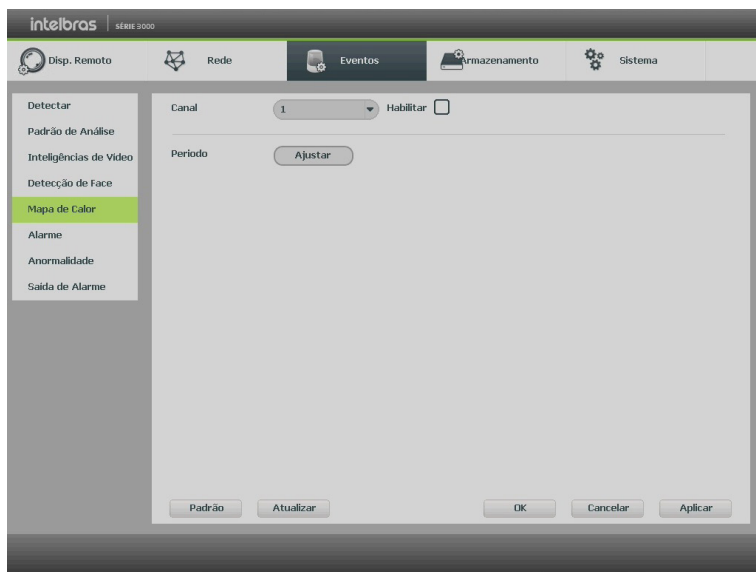 intelbras SÉRIE 3000
Disp. Remoto Rede Eventos Armazenamento Sistema
Detectar
Padrão de Análise
Inteligências de Vídeo
Detecção de Face
Mapa de Calor
Alarme
Anormalidade
Saída de Alarme
Canal 1 Habilitar
Período Ajustar
Padrão Atualizar OK Cancelar Aplicar